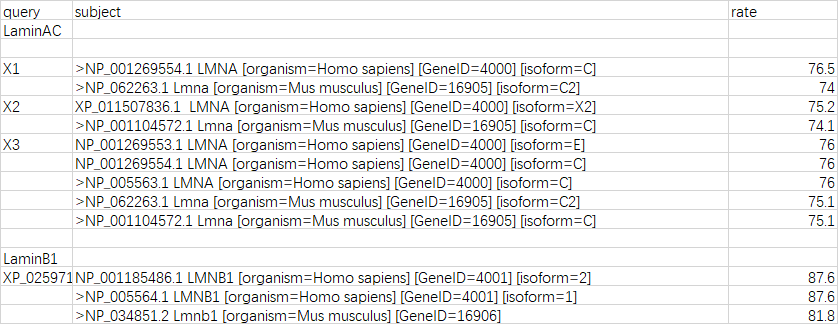 query subject rate
LaminAC
X1 >NP_001269554.1 LMNA [organism=Homo sapiens] [GeneID=4000] [isoform=C] 76.5
>NP_062263.1 Lmna [organism=Mus musculus] [GeneID=16905] [isoform=C2] 74
X2 XP_011507836.1 LMNA [organism=Homo sapiens] [GeneID=4000] [isoform=X2] 75.2
>NP_001104572.1 Lmna [organism=Mus musculus] [GeneID=16905] [isoform=C] 74.1
X3 NP_001269553.1 LMNA [organism=Homo sapiens] [GeneID=4000] [isoform=E] 76
NP_001269554.1 LMNA [organism=Homo sapiens] [GeneID=4000] [isoform=C] 76
>NP_005563.1 LMNA [organism=Homo sapiens] [GeneID=4000] [isoform=C] 76
>NP_062263.1 Lmna [organism=Mus musculus] [GeneID=16905] [isoform=C2] 75.1
>NP_001104572.1 Lmna [organism=Mus musculus] [GeneID=16905] [isoform=C] 75.1
LaminB1
XP_025971 NP_001185486.1 LMNB1 [organism=Homo sapiens] [GeneID=4001] [isoform=2] 87.6
>NP_005564.1 LMNB1 [organism=Homo sapiens] [GeneID=4001] [isoform=1] 87.6
>NP_034851.2 Lmnb1 [organism=Mus musculus] [GeneID=16906] 81.8